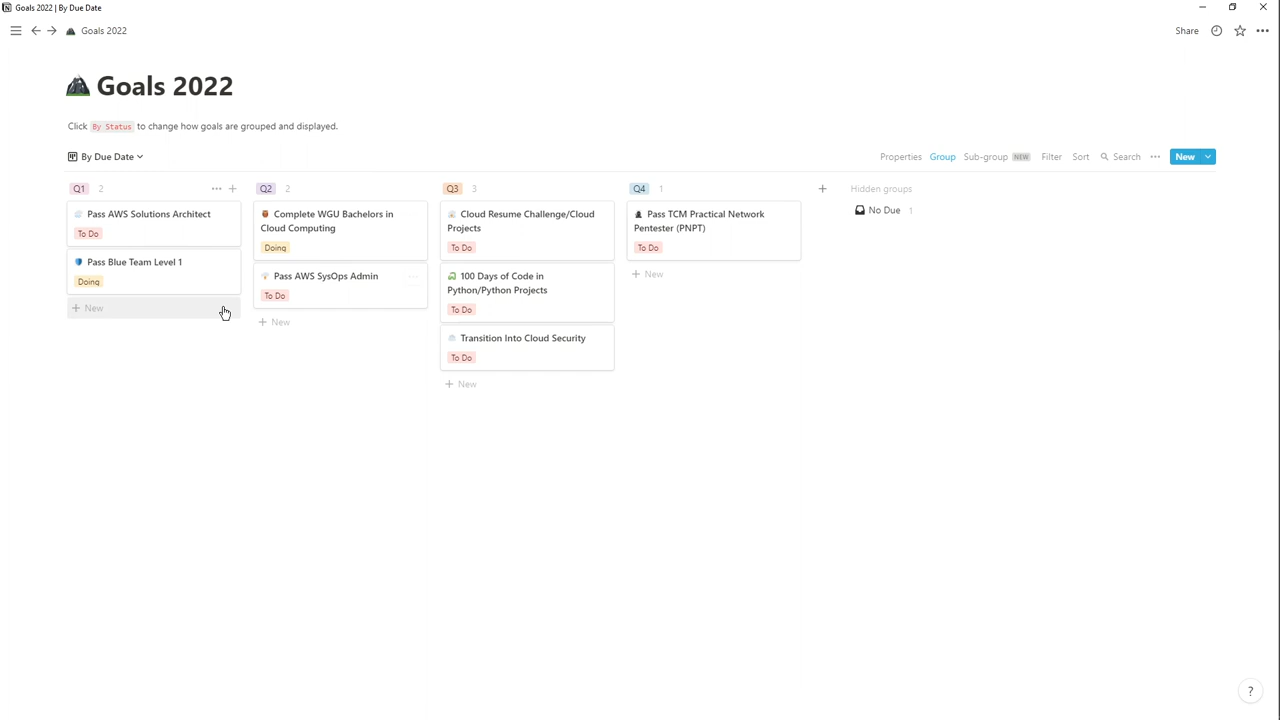 Goals 2022 | By Due Date
Goals 2022
Share
Goals 2022
Click By Status to change how goals are grouped and displayed.
By Due Date
Properties Group Sub-group NEW Filter Sort Search New
Q1 2
Pass AWS Solutions Architect
To Do
Pass Blue Team Level 1
Doing
+ New
Q2 2
Complete WGU Bachelors in
Cloud Computing
Doing
Pass AWS SysOps Admin
To Do
+ New
Q3 3
Cloud Resume Challenge/Cloud
Projects
To Do
100 Days of Code in
Python/Python Projects
To Do
Transition Into Cloud Security
To Do
+ New
Q4 1
Pass TCM Practical Network
Pentester (PNPT)
To Do
+ New
Hidden groups
No Due 1
?